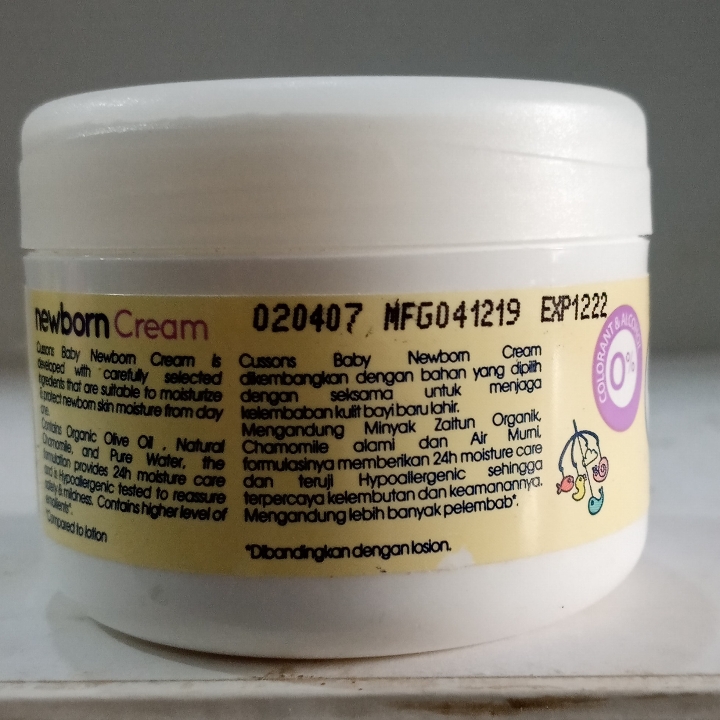 020407 MFG041219 EXP1222
newborn Cream
Cussons Baby Newborn Cream is
developed with carefully selected
ingredients that are suitable to moisturize
& protect newborn skin moisture from day
one.
Contains Organic Olive Oil , Natural
Chamomile, and Pure Water, the
formulation provides 24h moisture care
and is Hypoallergenic tested to reassure
safety & mildness. Contains higher level of
*Compared to lotion
Cussons Baby Newborn Cream
dikembangkan dengan bahan yang dipilih
dengan seksama untuk menjaga
kelembaban kulit bayi baru lahir.
Mengandung Minyak Zaitun Organik,
Chamomile alami dan Air Murni,
formulasinya memberikan 24h moisture care
dan teruji Hypoallergenic sehingga
terpercaya kelembutan dan keamanannya.
Mengandung lebih banyak pelembab*.
*Dibandingkan dengan losion.
COLORANT & ALCOHOL
0%